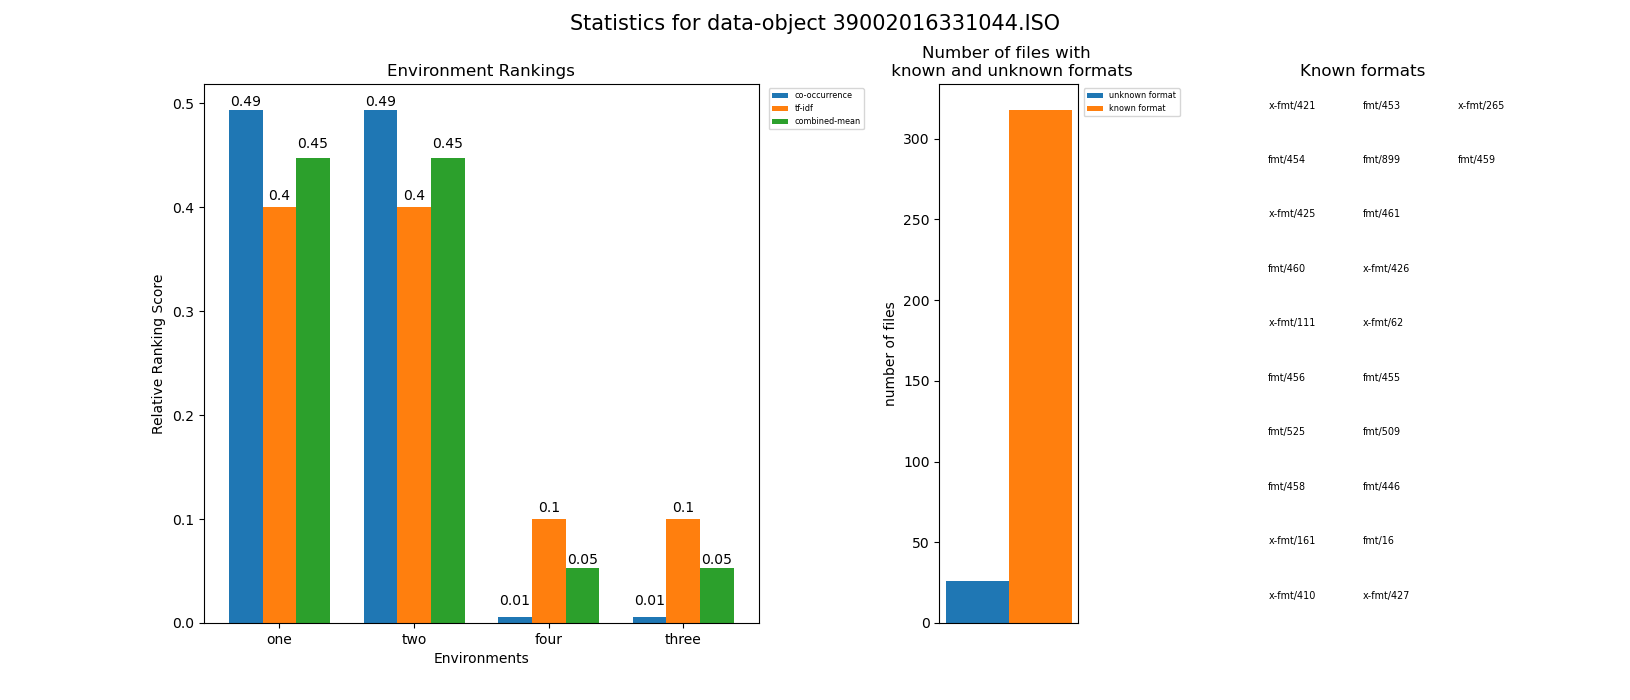 Statistics for data-object 39002016331044.ISO
Environment Rankings
0.5
0.4
0.3
0.2
0.1
0.0
Relative Ranking Score
0.49
0.4
0.45
0.49
0.4
0.45
0.01
0.1
0.05
0.01
0.1
0.05
one two four three
Environments
co-occurrence
tf-idf
combined-mean
Number of files with
known and unknown formats
300
250
200
150
100
50
0
number of files
unknown format
known format
Known formats
x-fmt/421 fmt/453 x-fmt/265
fmt/454 fmt/899 fmt/459
x-fmt/425 fmt/461
fmt/460 x-fmt/426
x-fmt/111 x-fmt/62
fmt/456 fmt/455
fmt/525 fmt/509
fmt/458 fmt/446
x-fmt/161 fmt/16
x-fmt/410 x-fmt/427